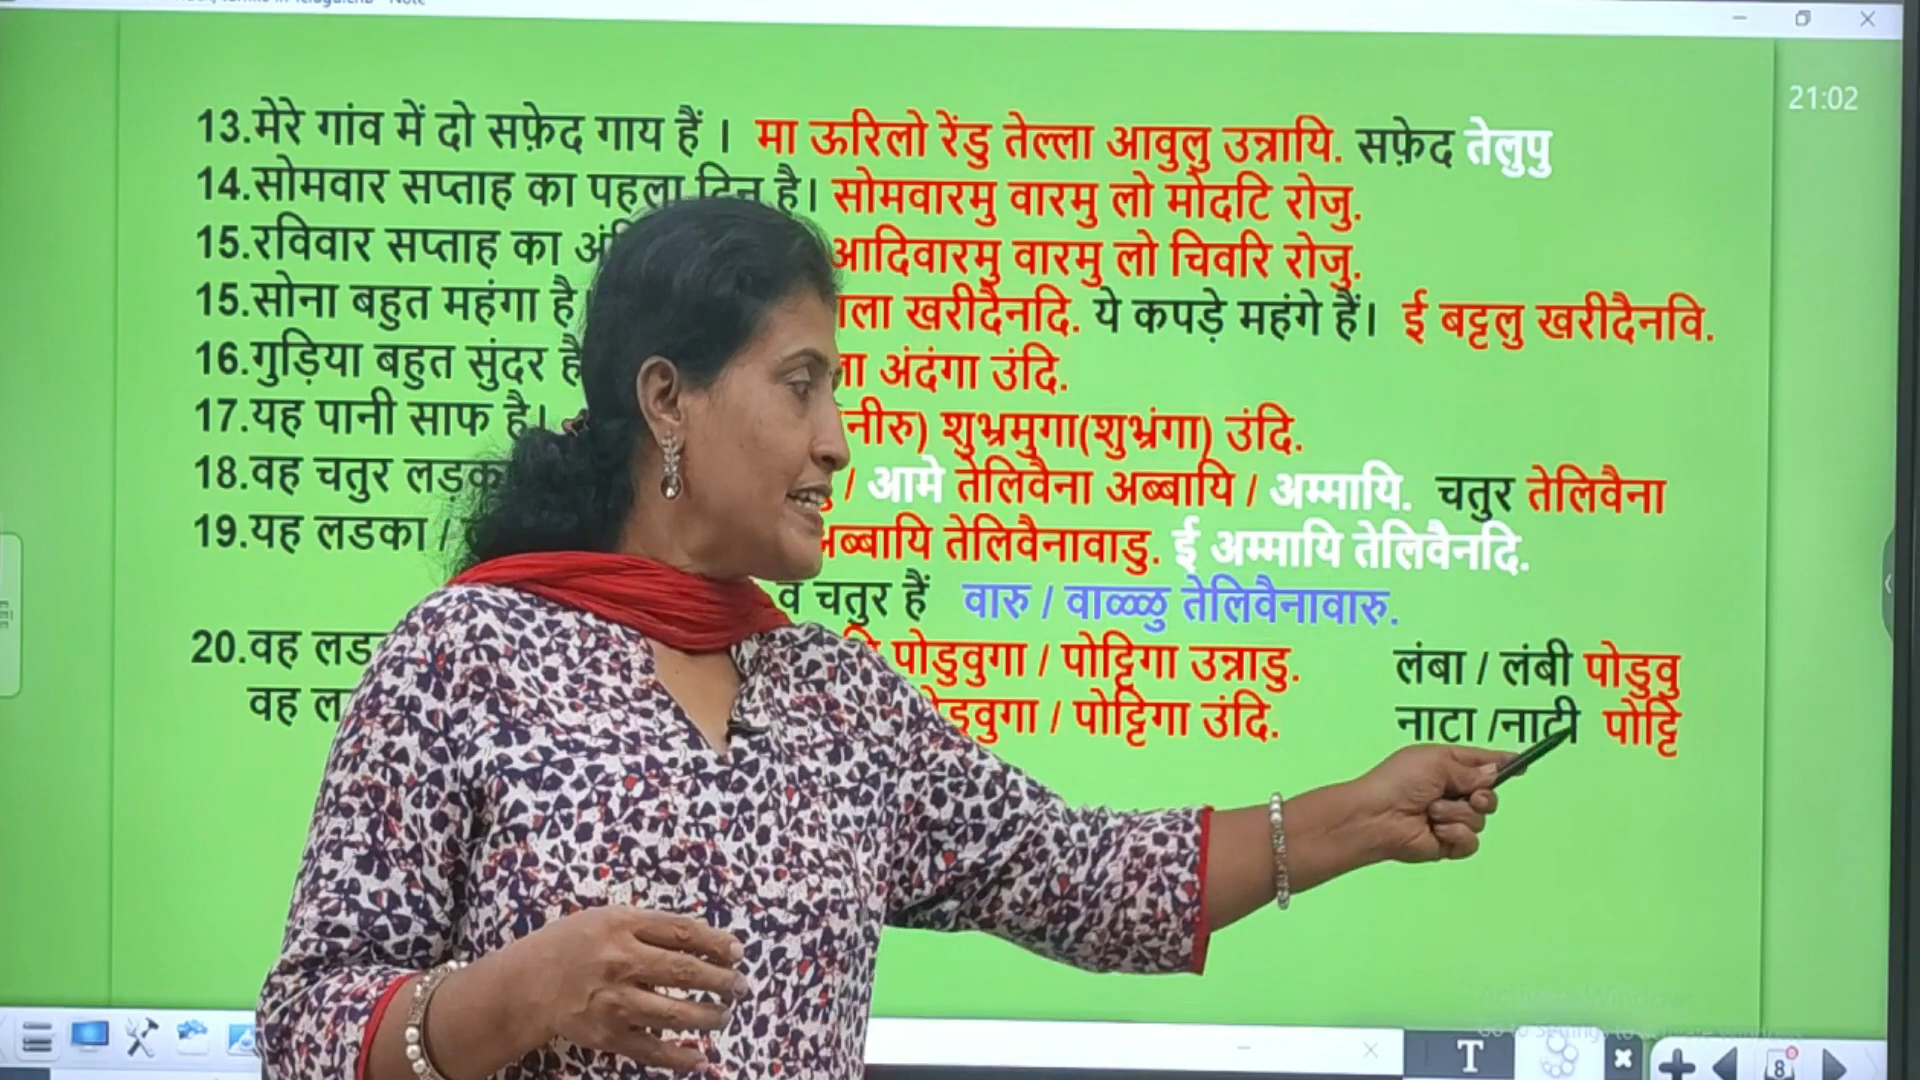 21:02
13.मेरे गांव में दो सफ़ेद गाय हैं । मा ऊरिलो रेंडु तेल्ला आवुलु उन्नायि. सफ़ेद तेलुपु
14.सोमवार सप्ताह का पहला दिन है। सोमवारमु वारमु लो मोदटि रोजु.
15.रविवार सप्ताह का आदिवारमु वारमु लो चिवरि रोजु.
15.सोना बहुत महंगा है खरीदैनदि. ये कपड़े महंगे हैं। ई बट्टलु खरीदैनवि.
16.गुड़िया बहुत सुंदर है अंदंगा उंदि.
17.यह पानी साफ है। (नीरु) शुभ्रमुगा(शुभ्रंगा) उंदि.
18.वह चतुर / आमे तेलिवैना अब्बायि / अम्मायि. चतुर तेलिवैना
19.यह लडका / अब्बायि तेलिवैनावाडु. ई अम्मायि तेलिवैनदि.
चतुर हैं वारु / वाळ्ळु तेलिवैनावारु.
20.वह पोडुवुगा / पोट्टिगा उन्नाडु. लंबा / लंबी पोडुवु
वह / पोट्टिगा उंदि. नाटा /नाटी पोट्टि
T
8